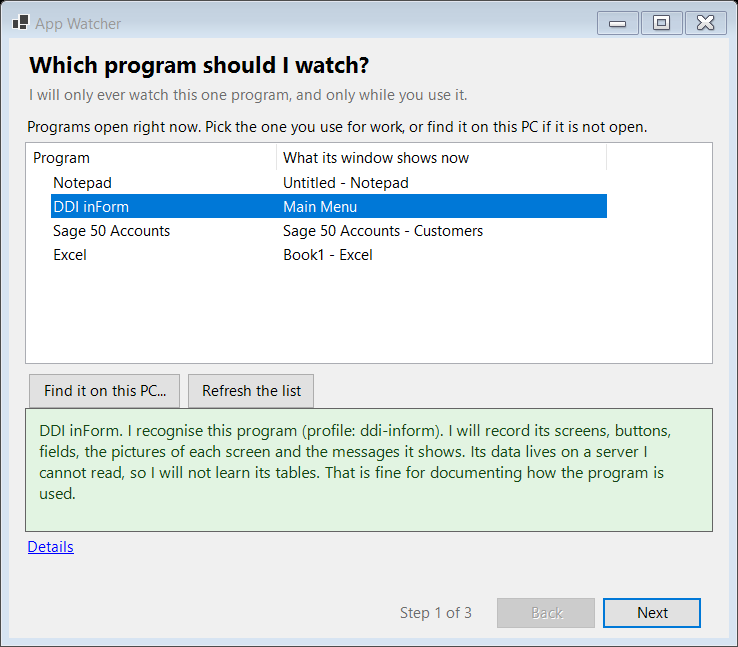 App Watcher
Which program should I watch?
I will only ever watch this one program, and only while you use it.
Programs open right now. Pick the one you use for work, or find it on this PC if it is not open.
Program What its window shows now
Notepad Untitled - Notepad
DDI inForm Main Menu
Sage 50 Accounts Sage 50 Accounts - Customers
Excel Book1 - Excel
Find it on this PC... Refresh the list
DDI inForm. I recognise this program (profile: ddi-inform). I will record its screens, buttons,
fields, the pictures of each screen and the messages it shows. Its data lives on a server I
cannot read, so I will not learn its tables. That is fine for documenting how the program is
used.
Details
Step 1 of 3 Back Next